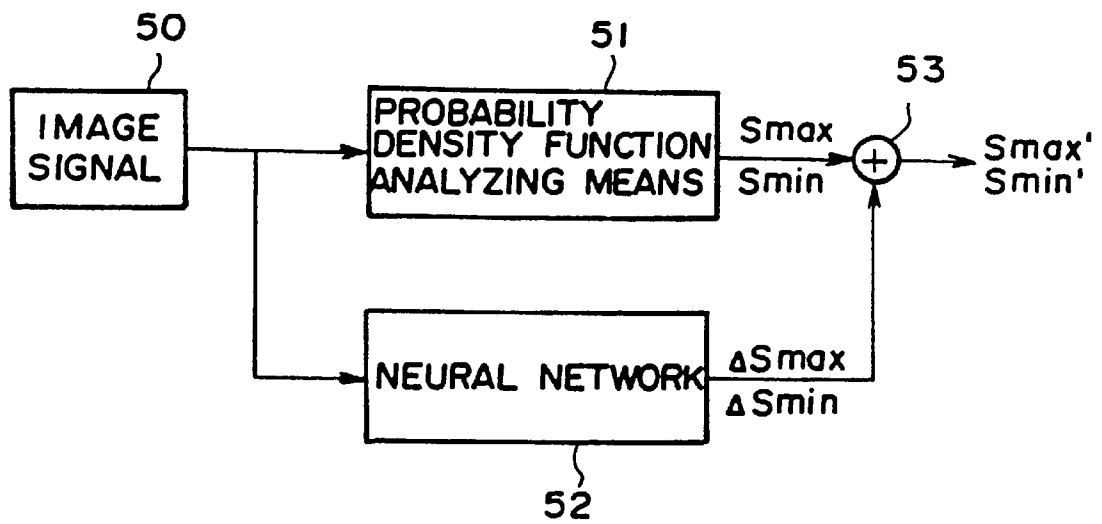 50
51
53
IMAGE
SIGNAL
PROBABILITY
DENSITY FUNCTION
ANALYZING MEANS
Smax
Smin
+
Smax'
Smin'
NEURAL NETWORK
ΔSmax
ΔSmin
52